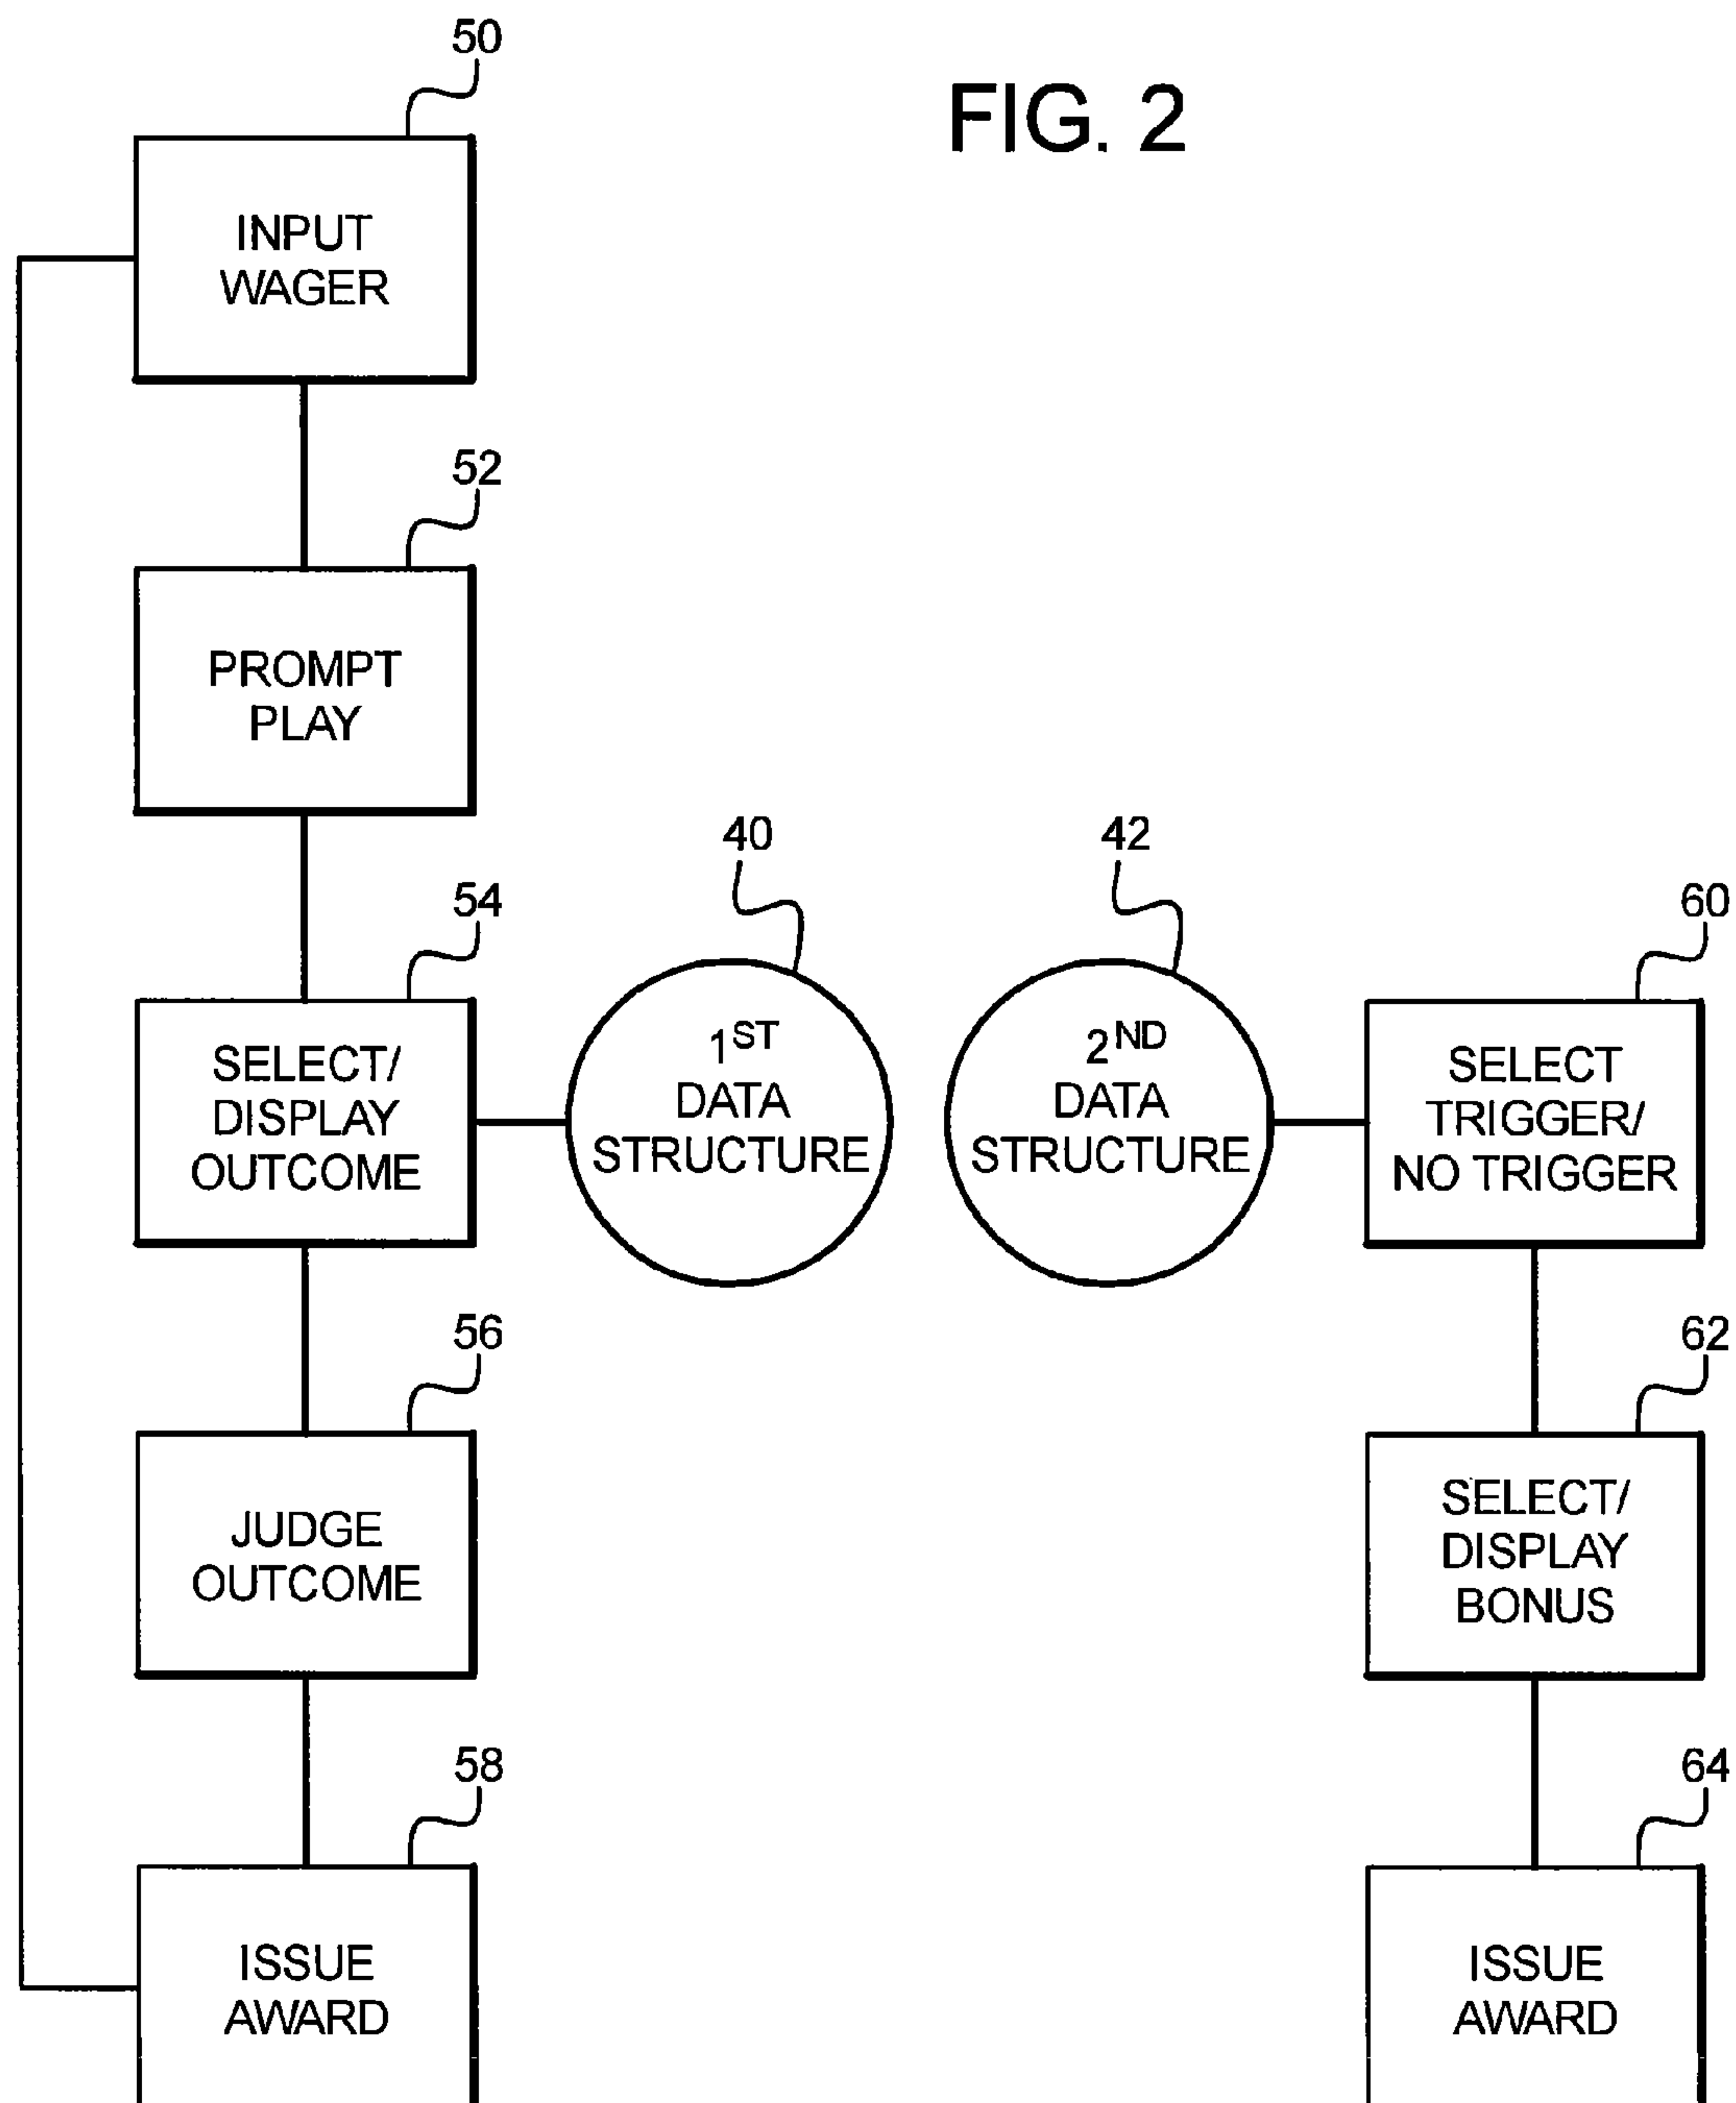 FIG. 2
50
INPUT
WAGER
52
PROMPT
PLAY
54
SELECT/
DISPLAY
OUTCOME
40
1ST
DATA
STRUCTURE
42
2ND
DATA
STRUCTURE
60
SELECT
TRIGGER/
NO TRIGGER
56
JUDGE
OUTCOME
62
SELECT/
DISPLAY
BONUS
58
ISSUE
AWARD
64
ISSUE
AWARD